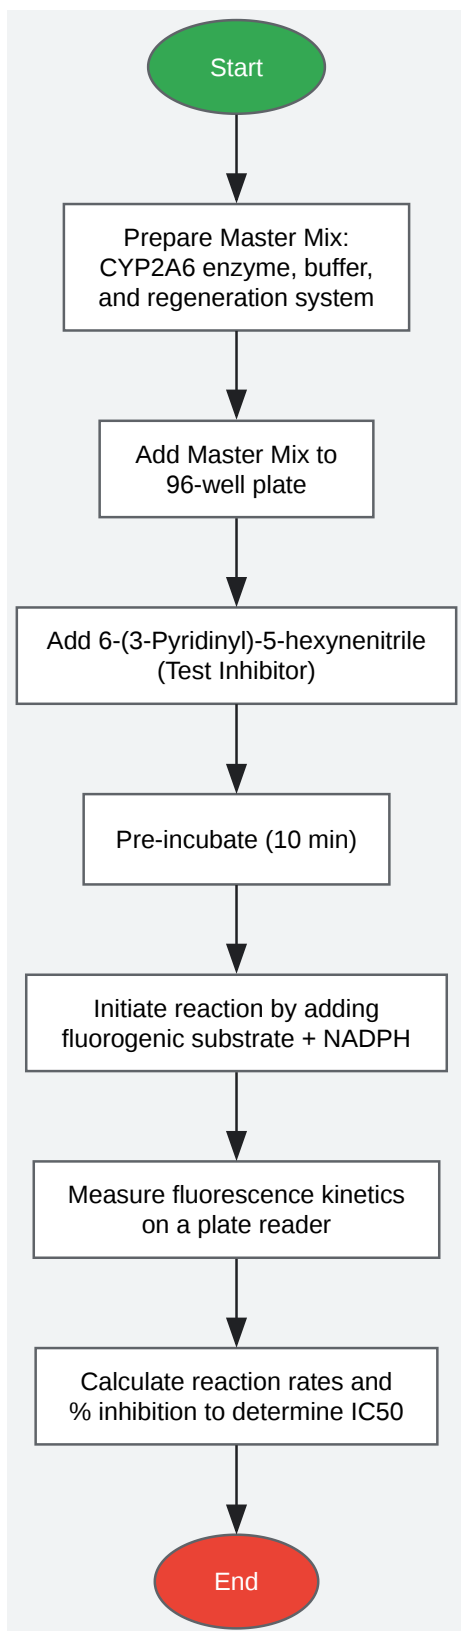 Start
Prepare Master Mix:
CYP2A6 enzyme, buffer,
and regeneration system
Add Master Mix to
96-well plate
Add 6-(3-Pyridinyl)-5-hexynenitrile
(Test Inhibitor)
Pre-incubate (10 min)
Initiate reaction by adding
fluorogenic substrate + NADPH
Measure fluorescence kinetics
on a plate reader
Calculate reaction rates and
% inhibition to determine IC50
End